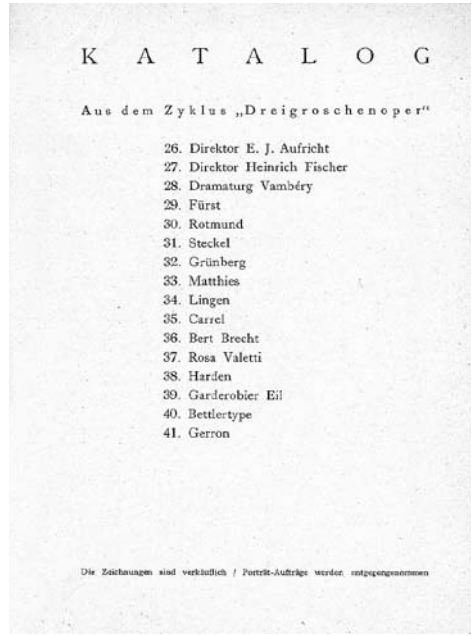 KATALOG
Aus dem Zyklus „Dreigroschenoper“
26. Direktor E. J. Aufricht
27. Direktor Heinrich Fischer
28. Dramaturg Vambéry
29. Fürst
30. Rotmund
31. Steckel
32. Grünberg
33. Matthies
34. Lingen
35. Carrel
36. Bert Brecht
37. Rosa Valetti
38. Harden
39. Garderobier Eil
40. Bettlertype
41. Gerron
Die Zeichnungen sind verkäuflich / Porträt-Aufträge werden entgegengenommen